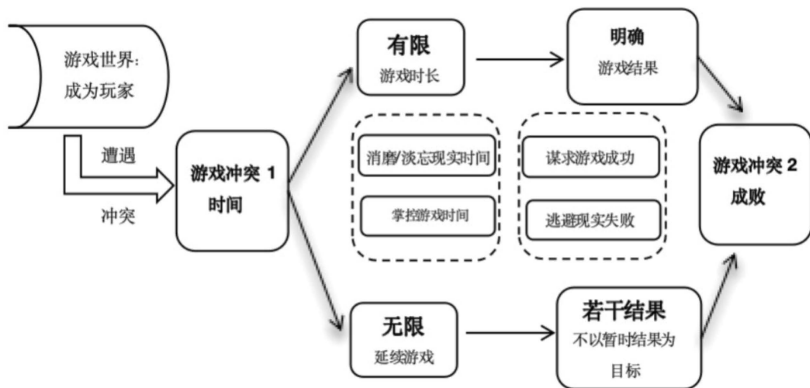 游戏世界：
成为玩家
遭遇
冲突
游戏冲突 1
时间
有限
游戏时长
明确
游戏结果
消磨/淡忘现实时间
掌控游戏时间
谋求游戏成功
逃避现实失败
无限
延续游戏
若干结果
不以暂时结果为
目标
游戏冲突 2
成败